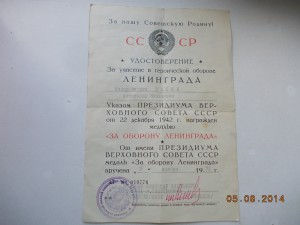 За нашу Советскую Родину!
СС СР
УДОСТОВЕРЕНИЕ
За участие в героической обороне
ЛЕНИНГРАДА
Указом ПРЕЗИДИУМА ВЕР-
ХОВНОГО СОВЕТА СССР
от 22 декабря 1942 г. награжден
медалью
«ЗА ОБОРОНУ ЛЕНИНГРАДА»
От имени ПРЕЗИДИУМА
ВЕРХОВНОГО СОВЕТА СССР
медаль «За оборону Ленинграда»
вручена
05.08.2014